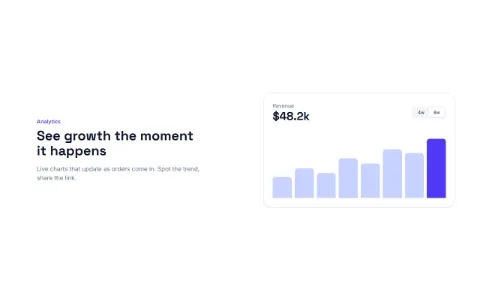 Analytics
See growth the moment
it happens
Live charts that update as orders come in. Spot the trend,
share the link.
Revenue
$48.2k
4w 8w